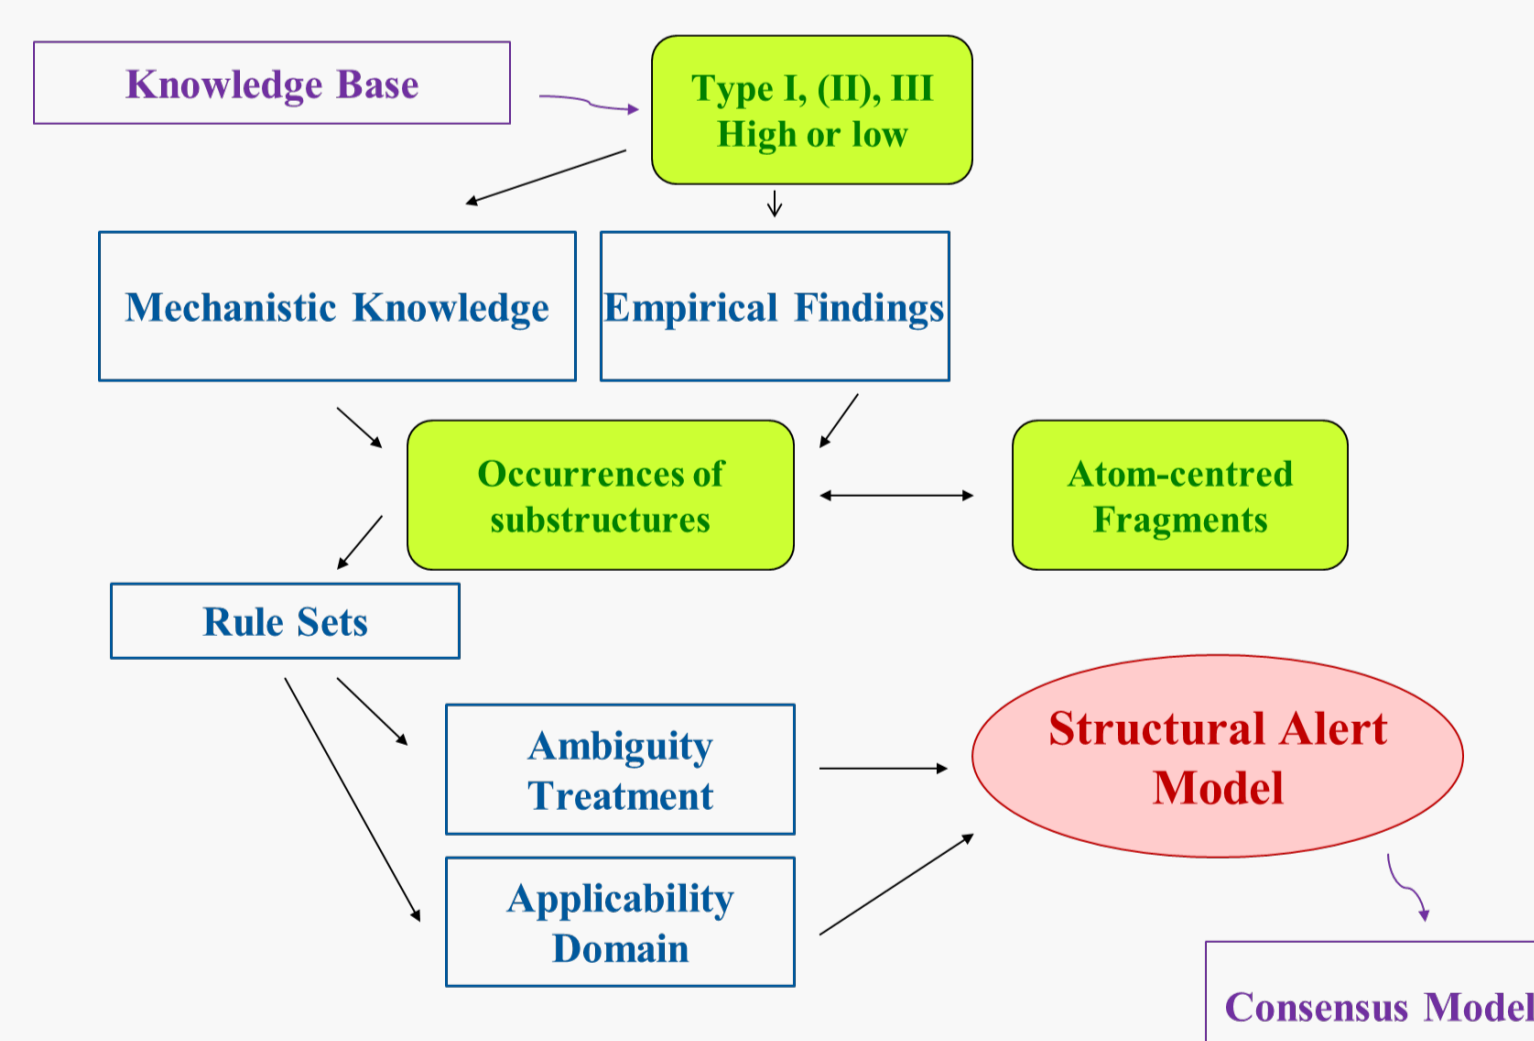 Knowledge Base
Type I, (II), III
High or low
Mechanistic Knowledge
Empirical Findings
Occurrences of
substructures
Atom-centred
Fragments
Rule Sets
Ambiguity
Treatment
Structural Alert
Model
Applicability
Domain
Consensus Model